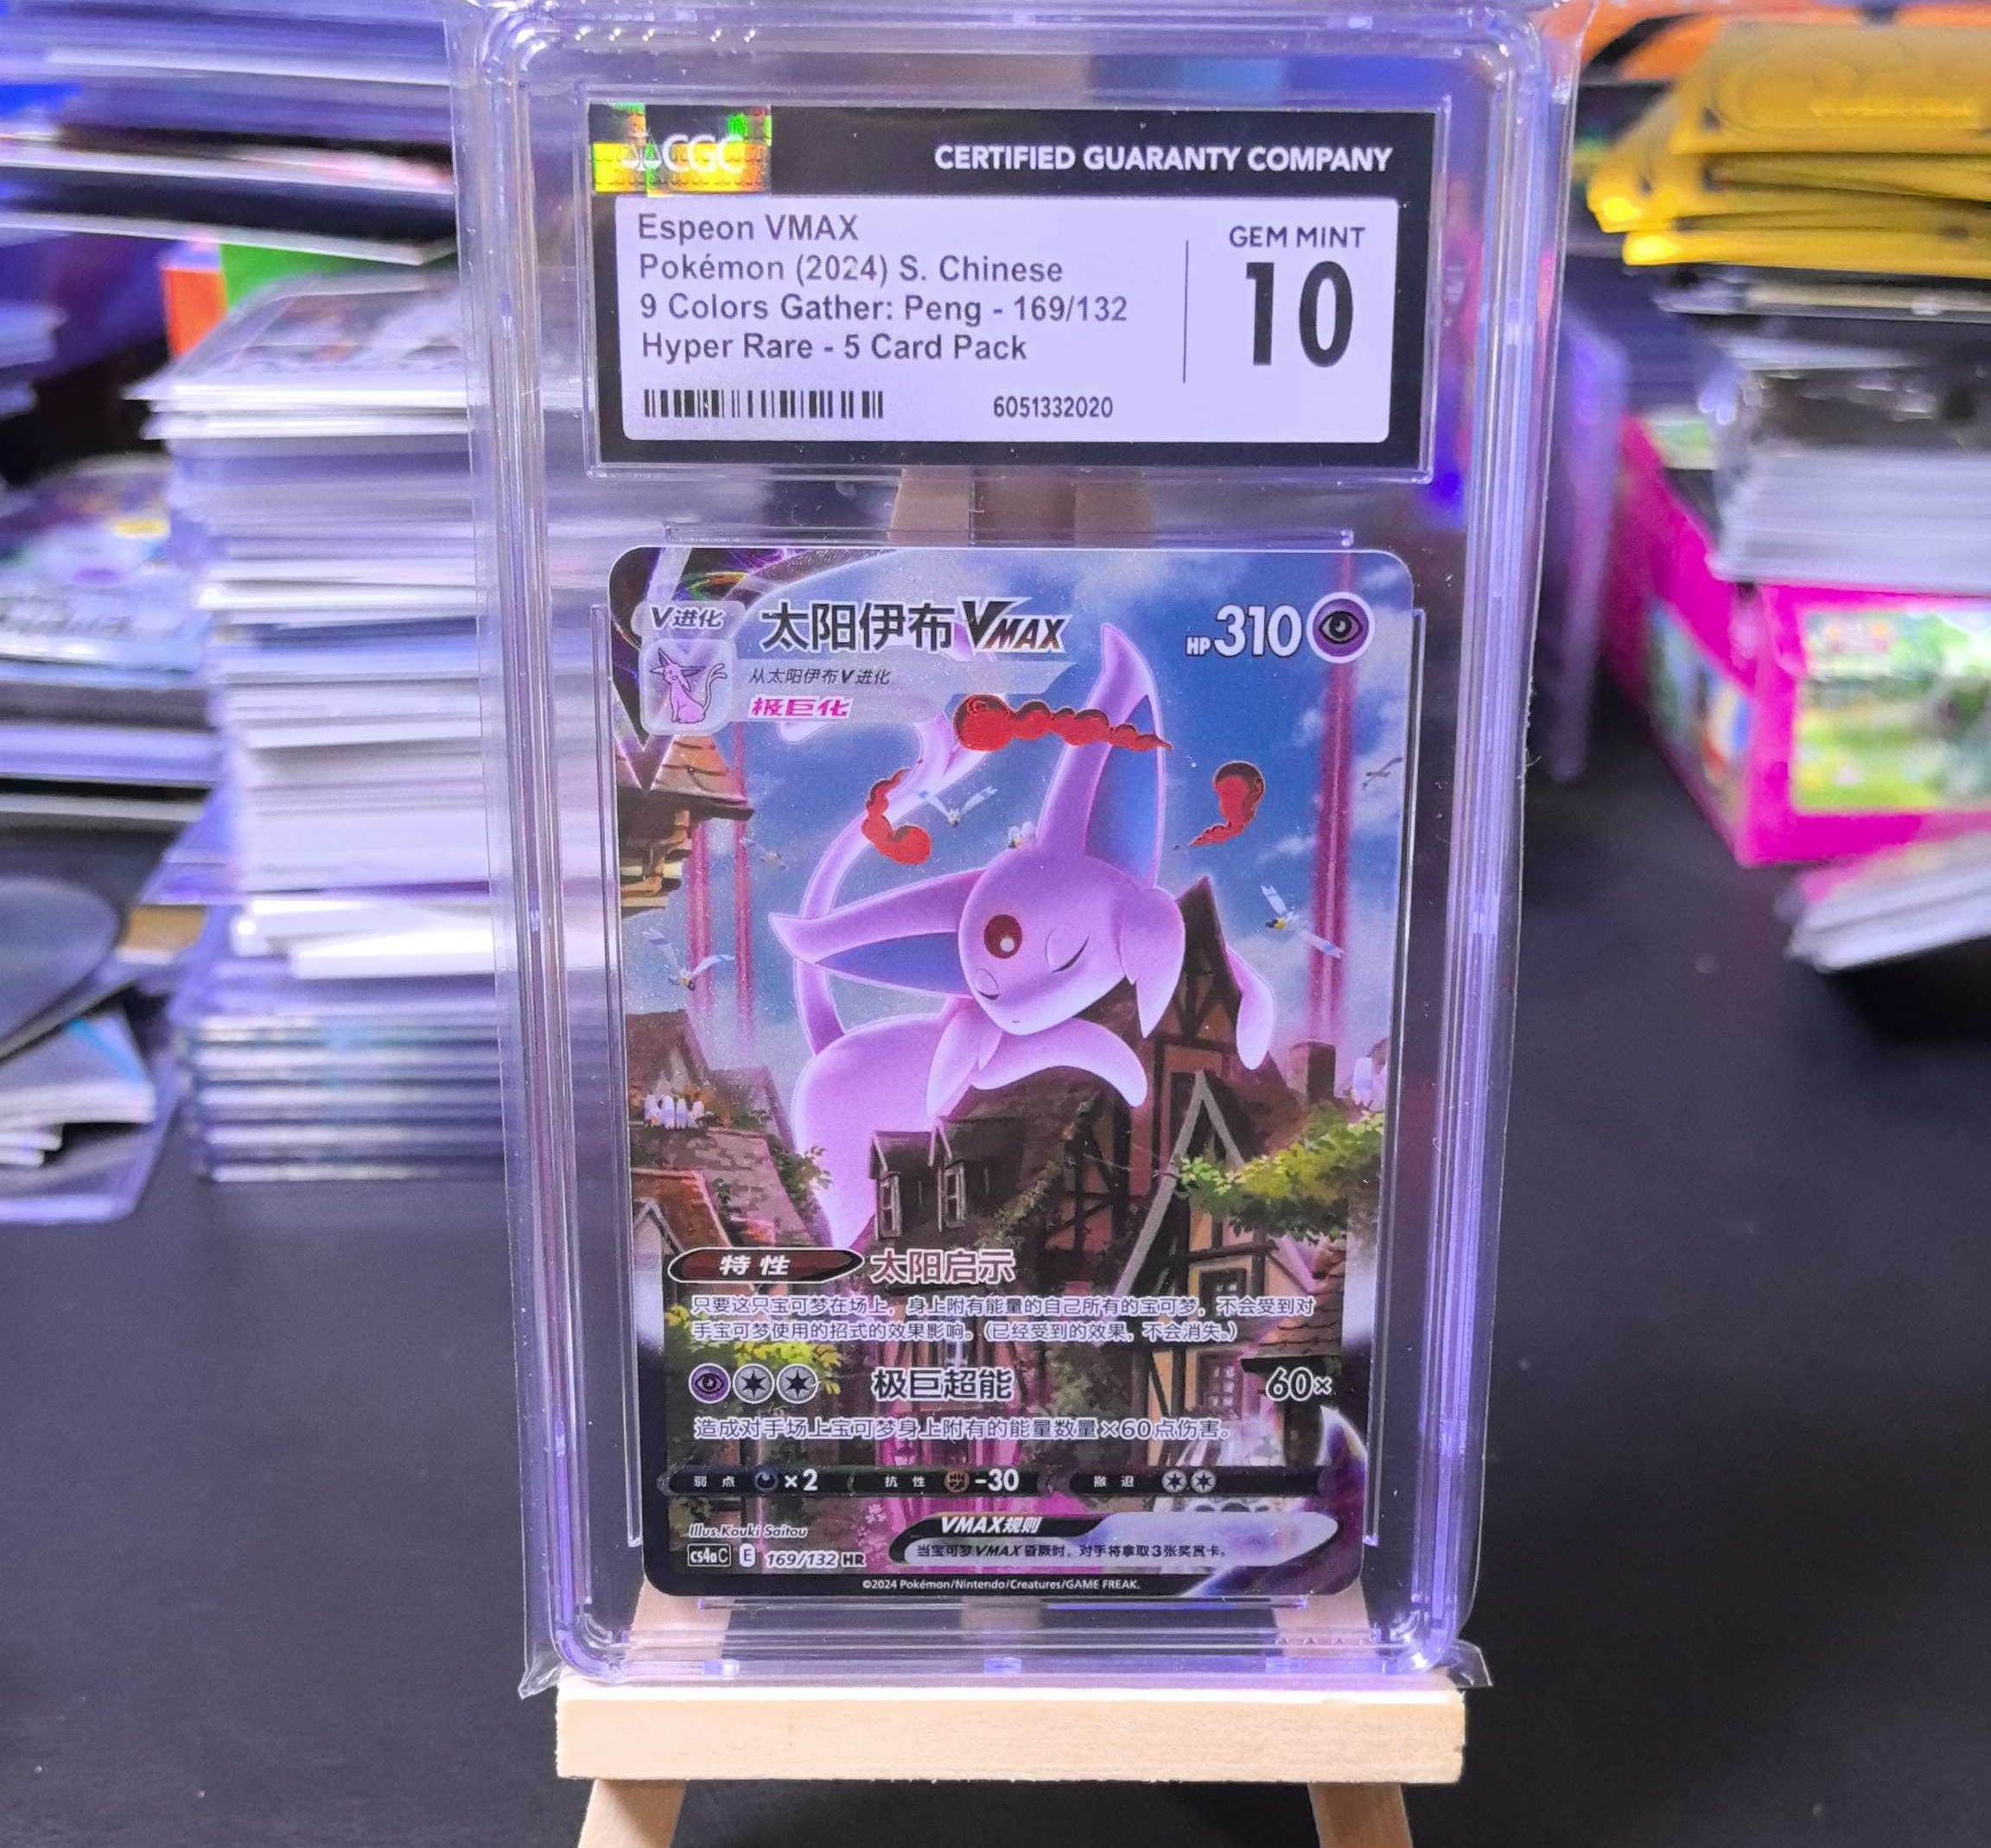 CGC
CERTIFIED GUARANTY COMPANY
Espeon VMAX
Pokémon (2024) S. Chinese
9 Colors Gather: Peng - 169/132
Hyper Rare - 5 Card Pack
GEM MINT
10
6051332020
V进化
太阳伊布VMAX
HP310
从太阳伊布V进化
极巨化
特性 太阳启示
只要这只宝可梦在场上,身上附有能量的自己所有的宝可梦,不会受到对
手宝可梦使用的招式的效果影响。(已经受到的效果,不会消失。)
极巨超能 60×
造成对手场上宝可梦身上附有的能量数量×60点伤害。
弱点 ×2 抗性 -30 撤退
Illus.Kouki Saitou
VMAX规则
CS4aC E 169/132 HR
当宝可梦VMAX昏厥时,对手将拿取3张奖赏卡。
©2024 Pokémon/Nintendo/Creatures/GAME FREAK.